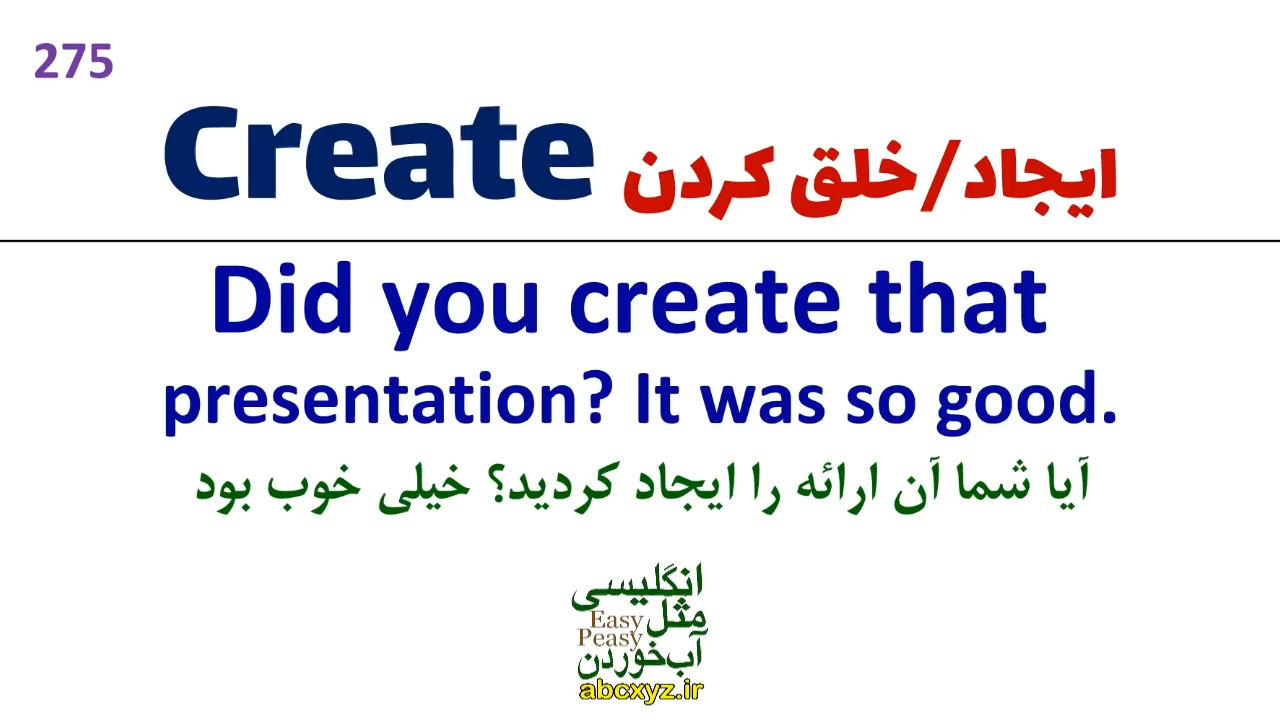 275
Create ایجاد/خلق کردن
Did you create that
presentation? It was so good.
آیا شما آن ارائه را ایجاد کردید؟ خیلی خوب بود
انگلیسی
Easy مثل
Peasy
آب‌خوردن
abcxyz.ir